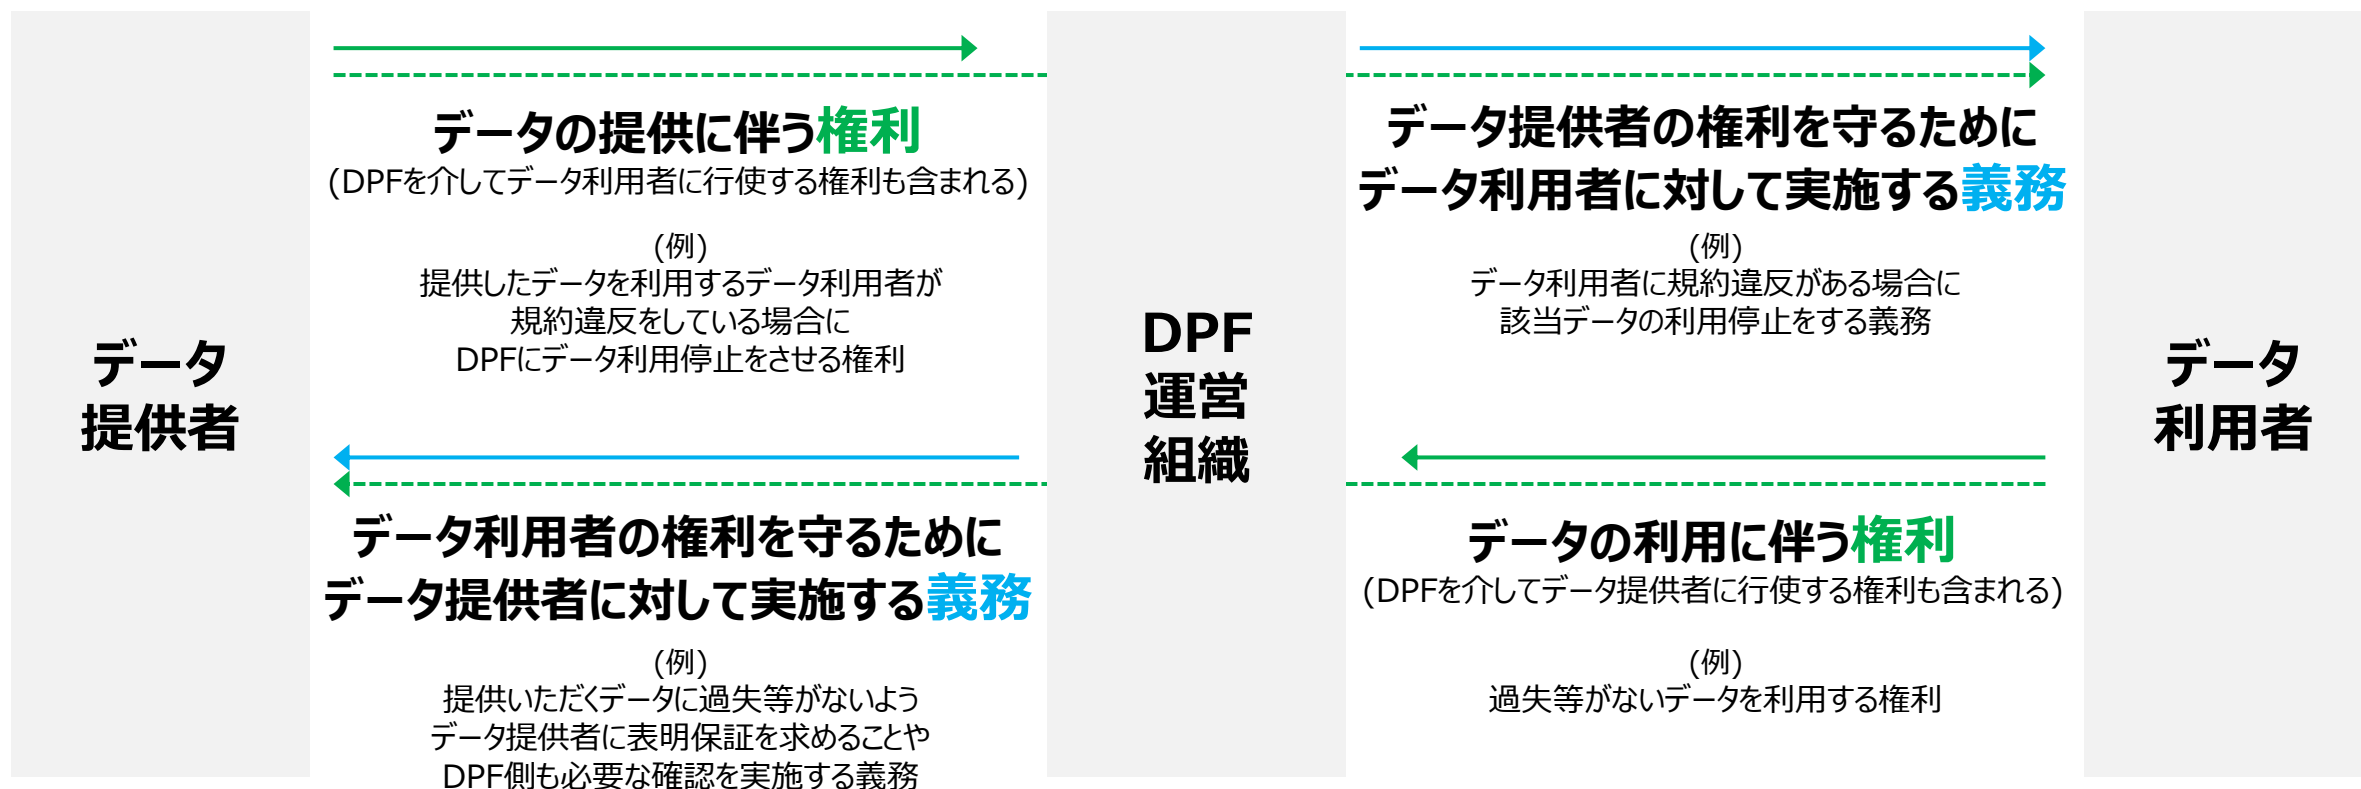 データ
提供者
データの提供に伴う権利
(DPFを介してデータ利用者に行使する権利も含まれる)
(例)
提供したデータを利用するデータ利用者が
規約違反をしている場合に
DPFにデータ利用停止をさせる権利
データ利用者の権利を守るために
データ提供者に対して実施する義務
(例)
提供いただくデータに過失等がないよう
データ提供者に表明保証を求めることや
DPF側も必要な確認を実施する義務
DPF
運営
組織
データ提供者の権利を守るために
データ利用者に対して実施する義務
(例)
データ利用者に規約違反がある場合に
該当データの利用停止をする義務
データの利用に伴う権利
(DPFを介してデータ提供者に行使する権利も含まれる)
(例)
過失等がないデータを利用する権利
データ
利用者